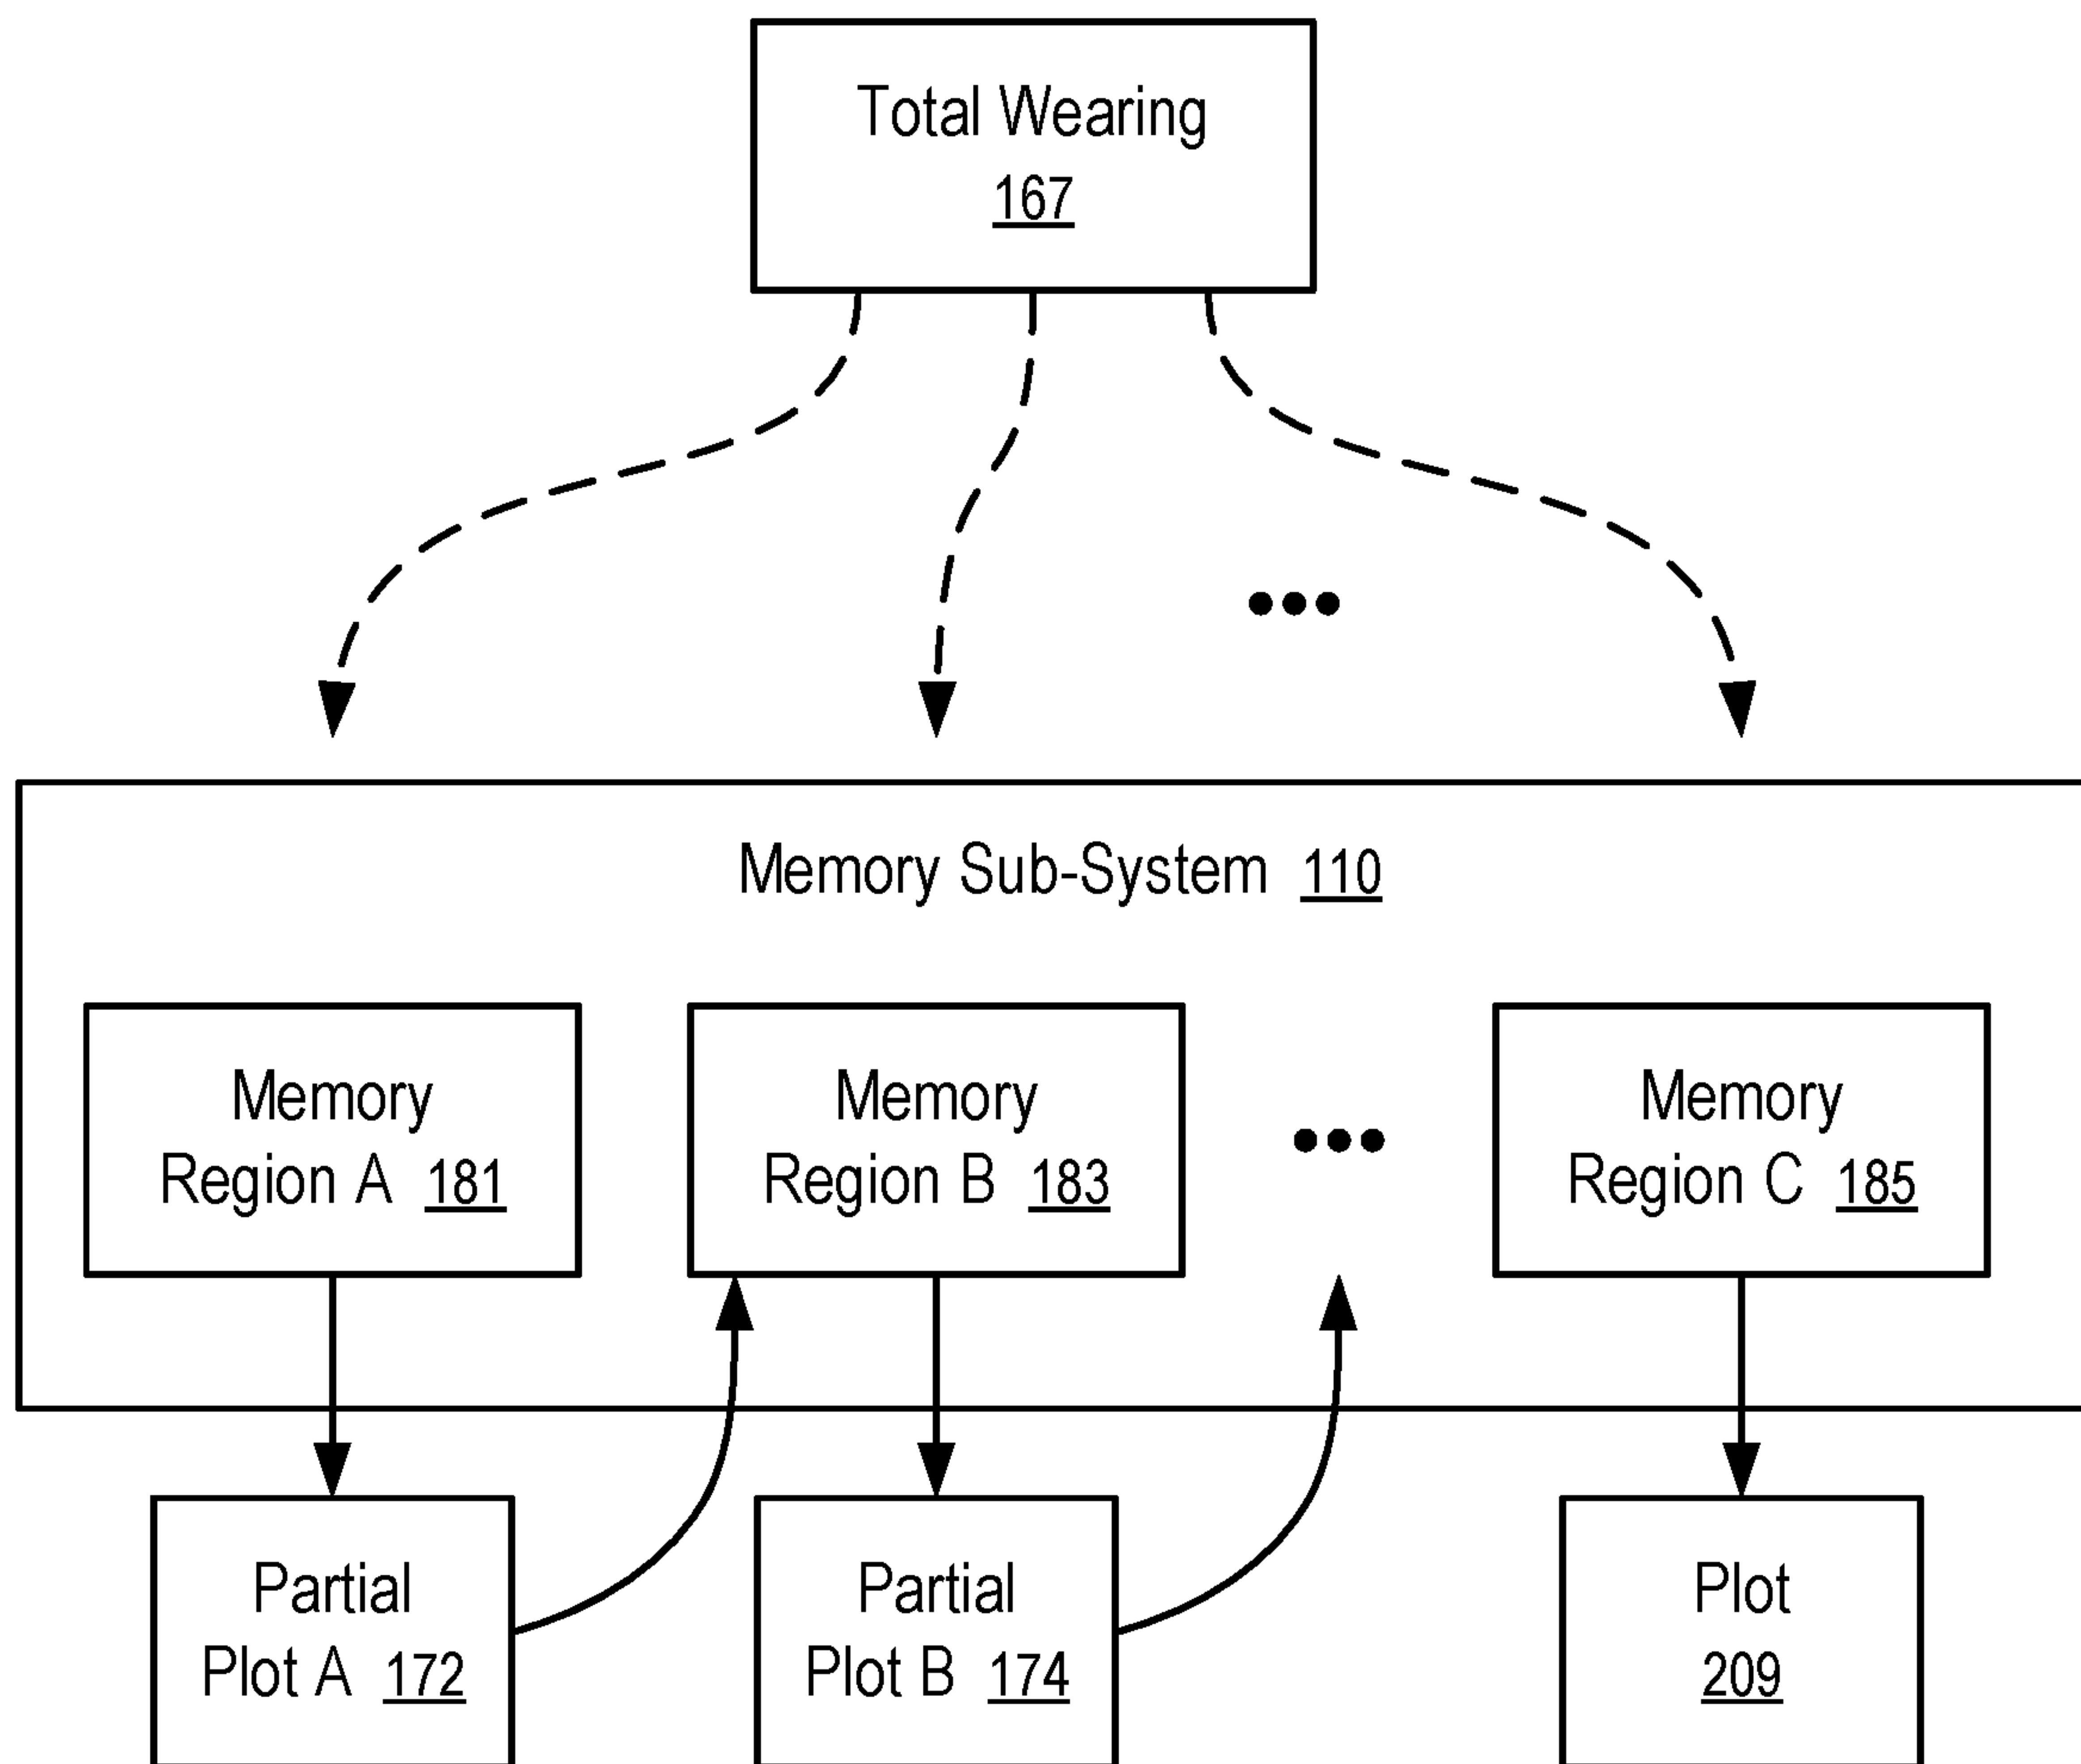 Total Wearing
167
Memory Sub-System 110
Memory
Region A 181
Memory
Region B 183
Memory
Region C 185
Partial
Plot A 172
Partial
Plot B 174
Plot
209